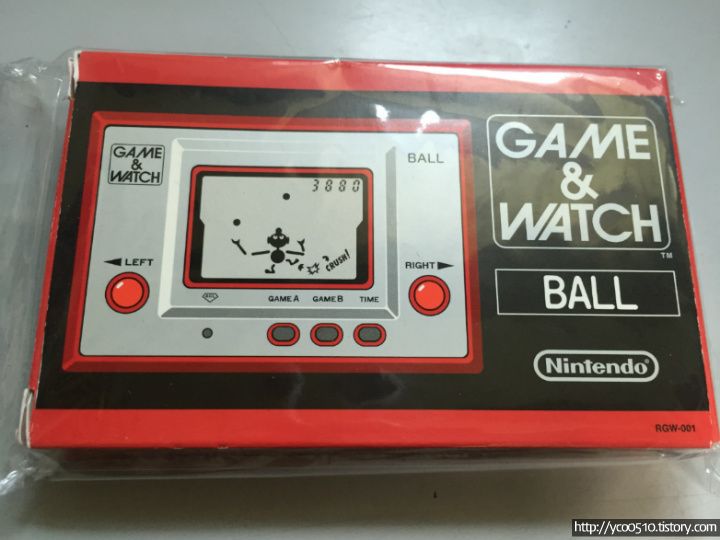 GAME
&
WATCH
BALL
3880
CRUSH!
◄LEFT
RIGHT►
GAME A GAME B TIME
GAME
&
WATCH
TM
BALL
Nintendo®
RGW-001
http://ycoo510.tistory.com